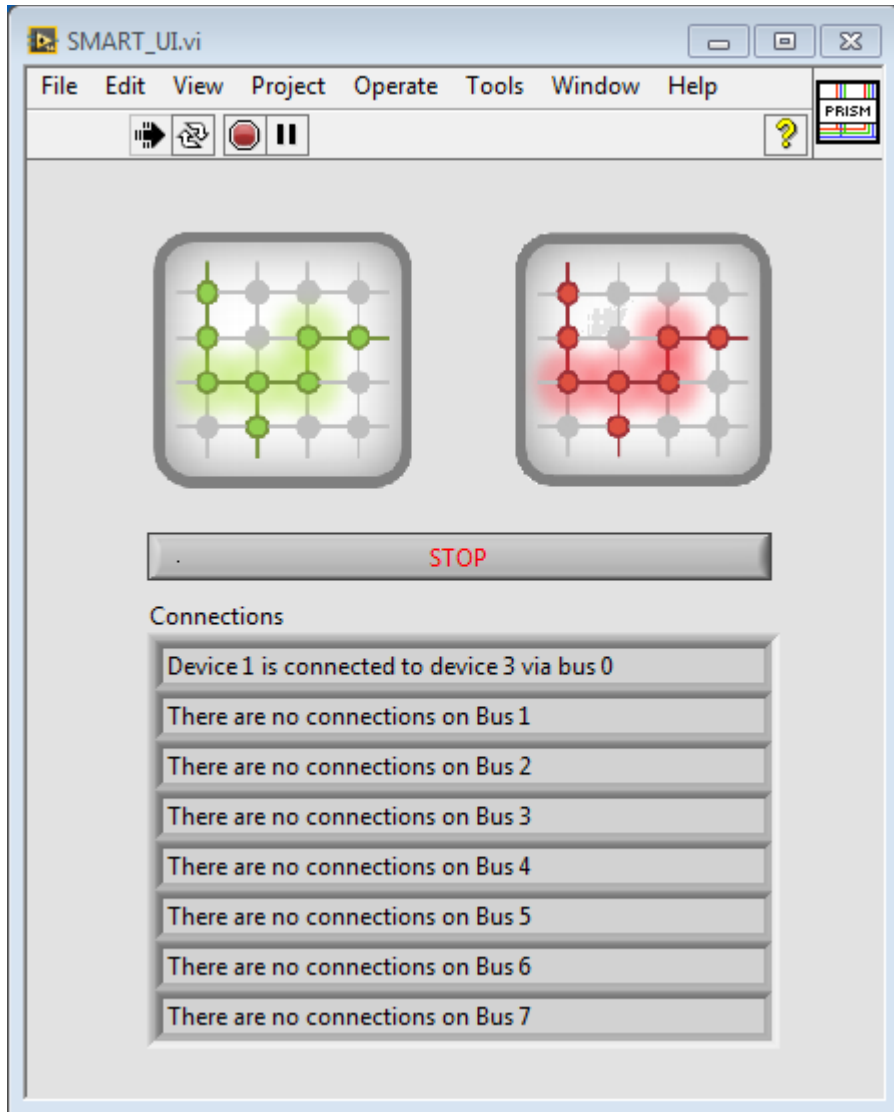 SMART_UI.vi
File Edit View Project Operate Tools Window Help
PRISM
STOP
Connections
Device 1 is connected to device 3 via bus 0
There are no connections on Bus 1
There are no connections on Bus 2
There are no connections on Bus 3
There are no connections on Bus 4
There are no connections on Bus 5
There are no connections on Bus 6
There are no connections on Bus 7